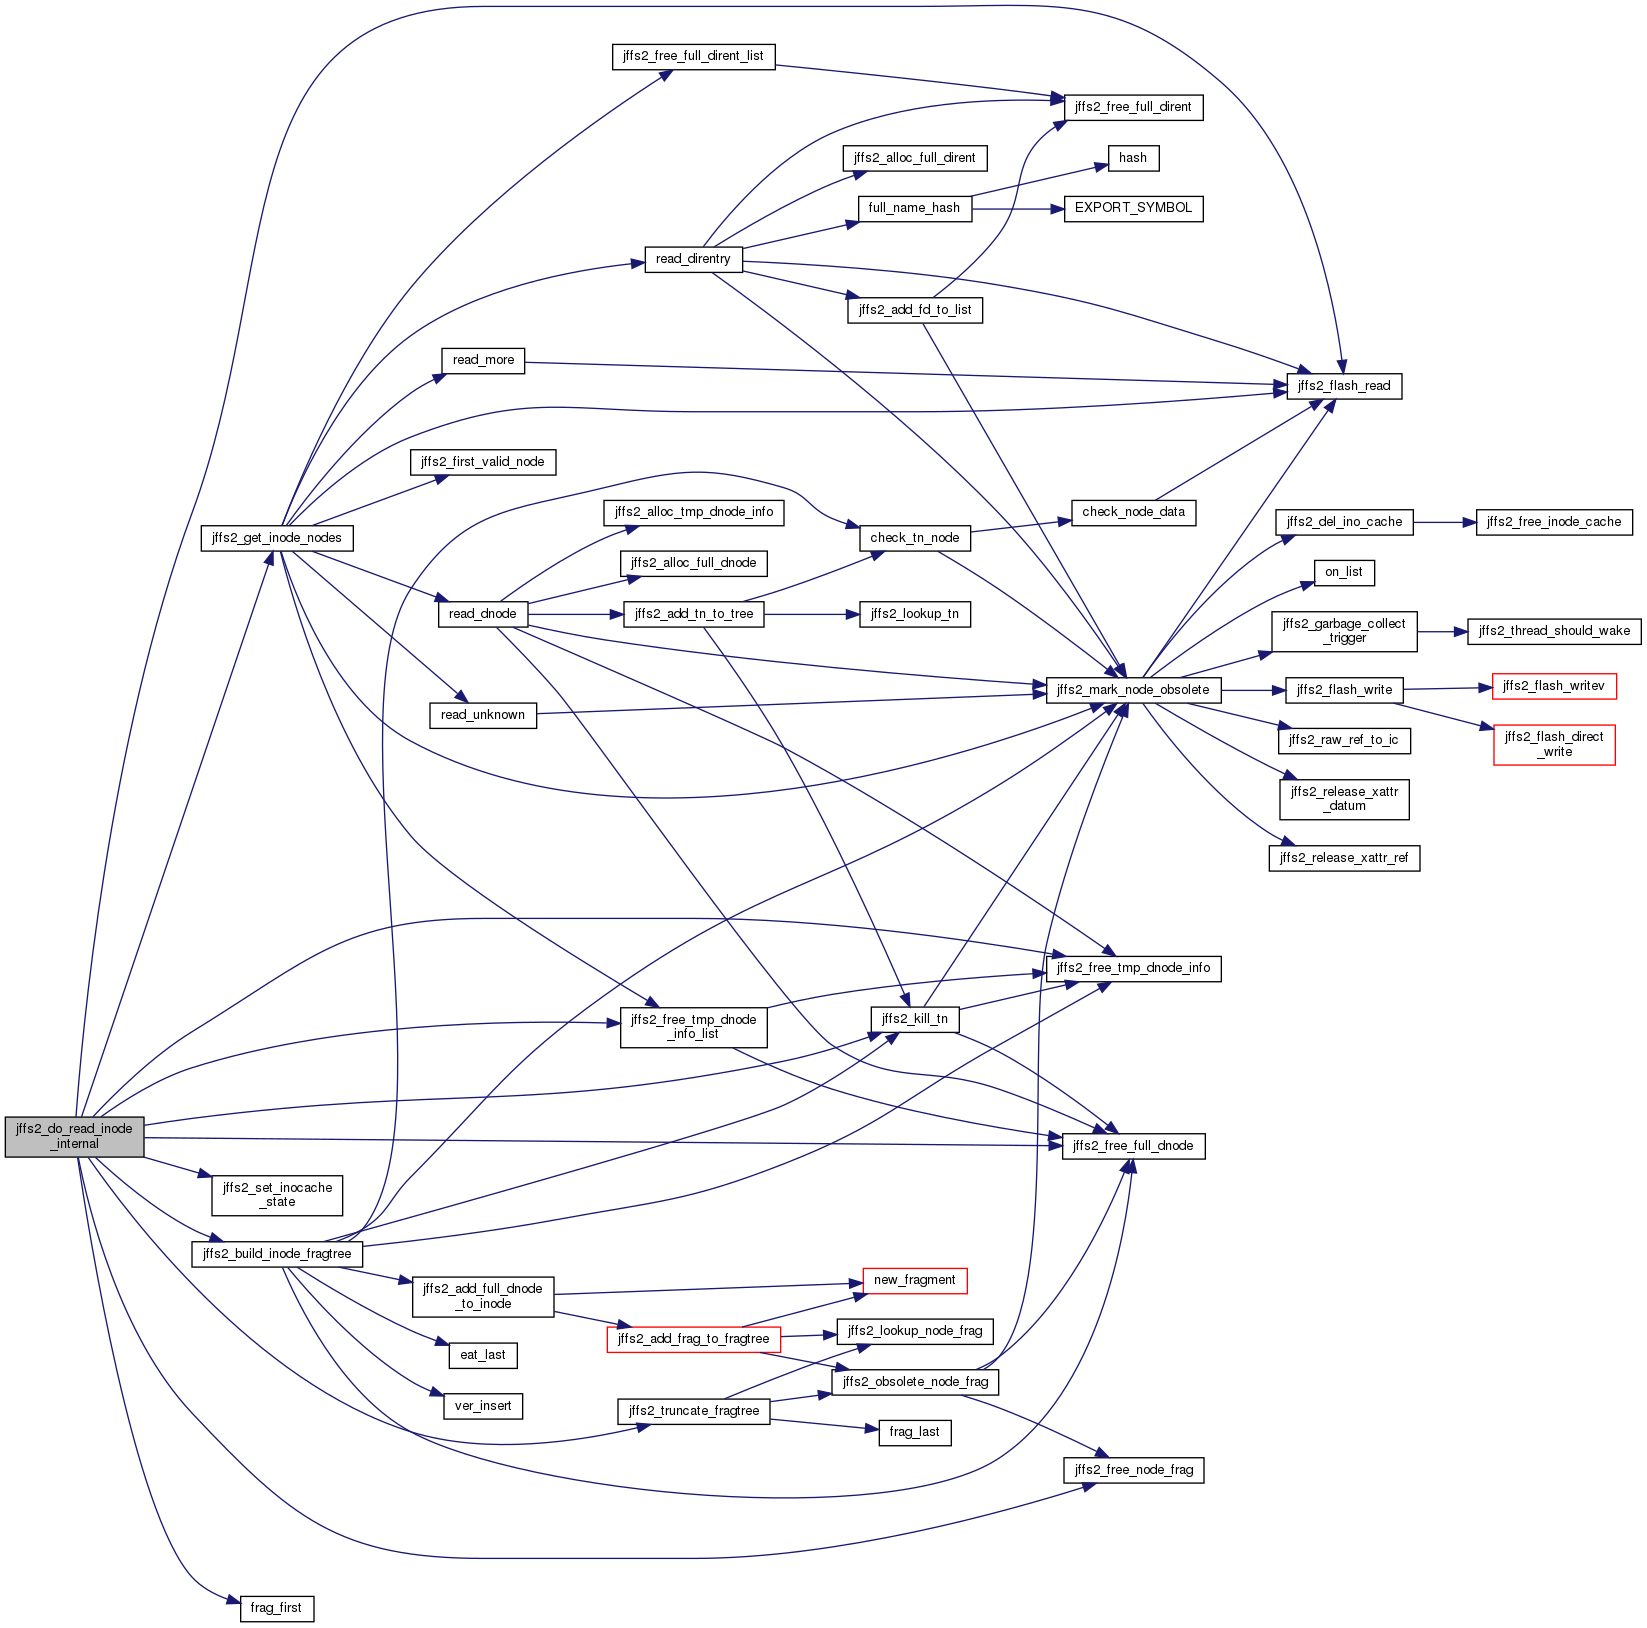 jffs2_free_full_dirent_list
jffs2_free_full_dirent
jffs2_alloc_full_dirent
hash
full_name_hash
EXPORT_SYMBOL
read_direntry
jffs2_add_fd_to_list
read_more
jffs2_flash_read
jffs2_first_valid_node
jffs2_alloc_tmp_dnode_info
check_node_data
jffs2_del_ino_cache
jffs2_free_inode_cache
jffs2_get_inode_nodes
check_tn_node
jffs2_alloc_full_dnode
on_list
read_dnode
jffs2_add_tn_to_tree
jffs2_lookup_tn
jffs2_garbage_collect
_trigger
jffs2_thread_should_wake
jffs2_mark_node_obsolete
jffs2_flash_write
jffs2_flash_writev
read_unknown
jffs2_raw_ref_to_ic
jffs2_flash_direct
_write
jffs2_release_xattr
_datum
jffs2_release_xattr_ref
jffs2_free_tmp_dnode_info
jffs2_free_tmp_dnode
_info_list
jffs2_kill_tn
jffs2_do_read_inode
_internal
jffs2_free_full_dnode
jffs2_set_inocache
_state
jffs2_build_inode_fragtree
jffs2_add_full_dnode
_to_inode
new_fragment
jffs2_add_frag_to_fragtree
jffs2_lookup_node_frag
eat_last
jffs2_obsolete_node_frag
ver_insert
jffs2_truncate_fragtree
frag_last
jffs2_free_node_frag
frag_first